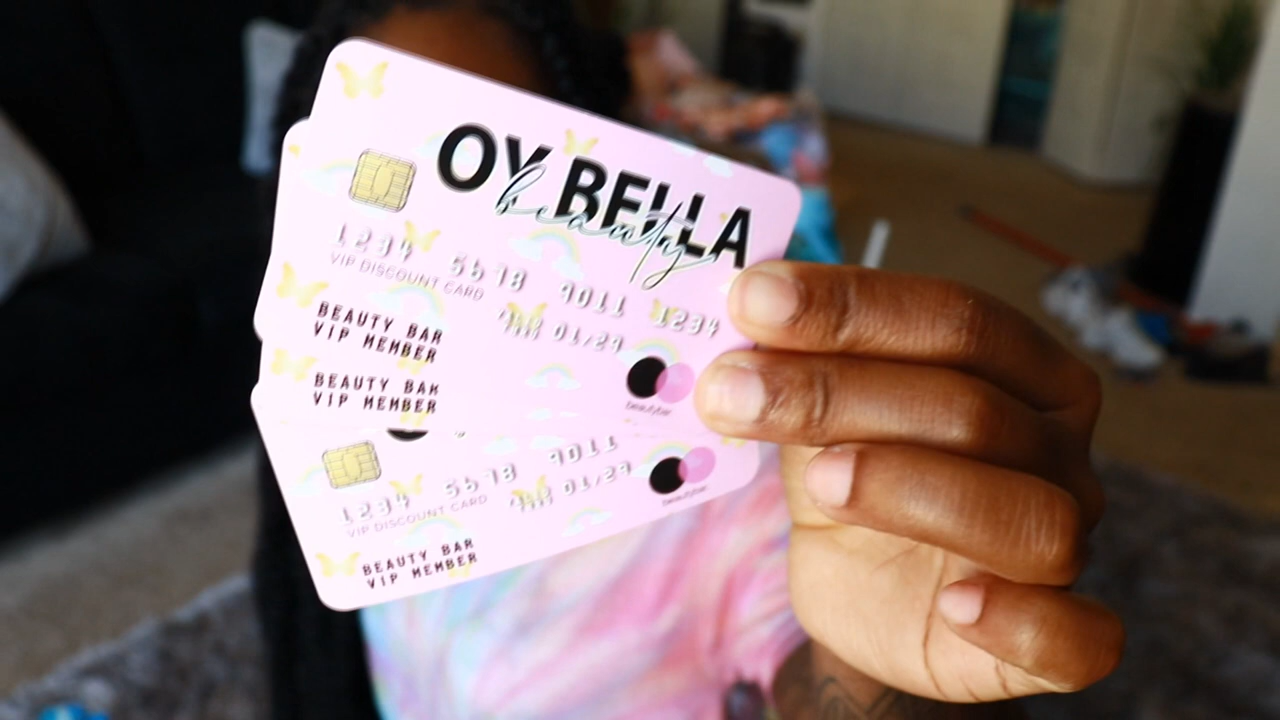 OY BELLA
beauty
1234 5678 9011 1234
VIP DISCOUNT CARD
01/29
BEAUTY BAR
VIP MEMBER
beautybar
BEAUTY BAR
VIP MEMBER
1234 5678 9011
VIP DISCOUNT CARD
01/29
beautybar
BEAUTY BAR
VIP MEMBER